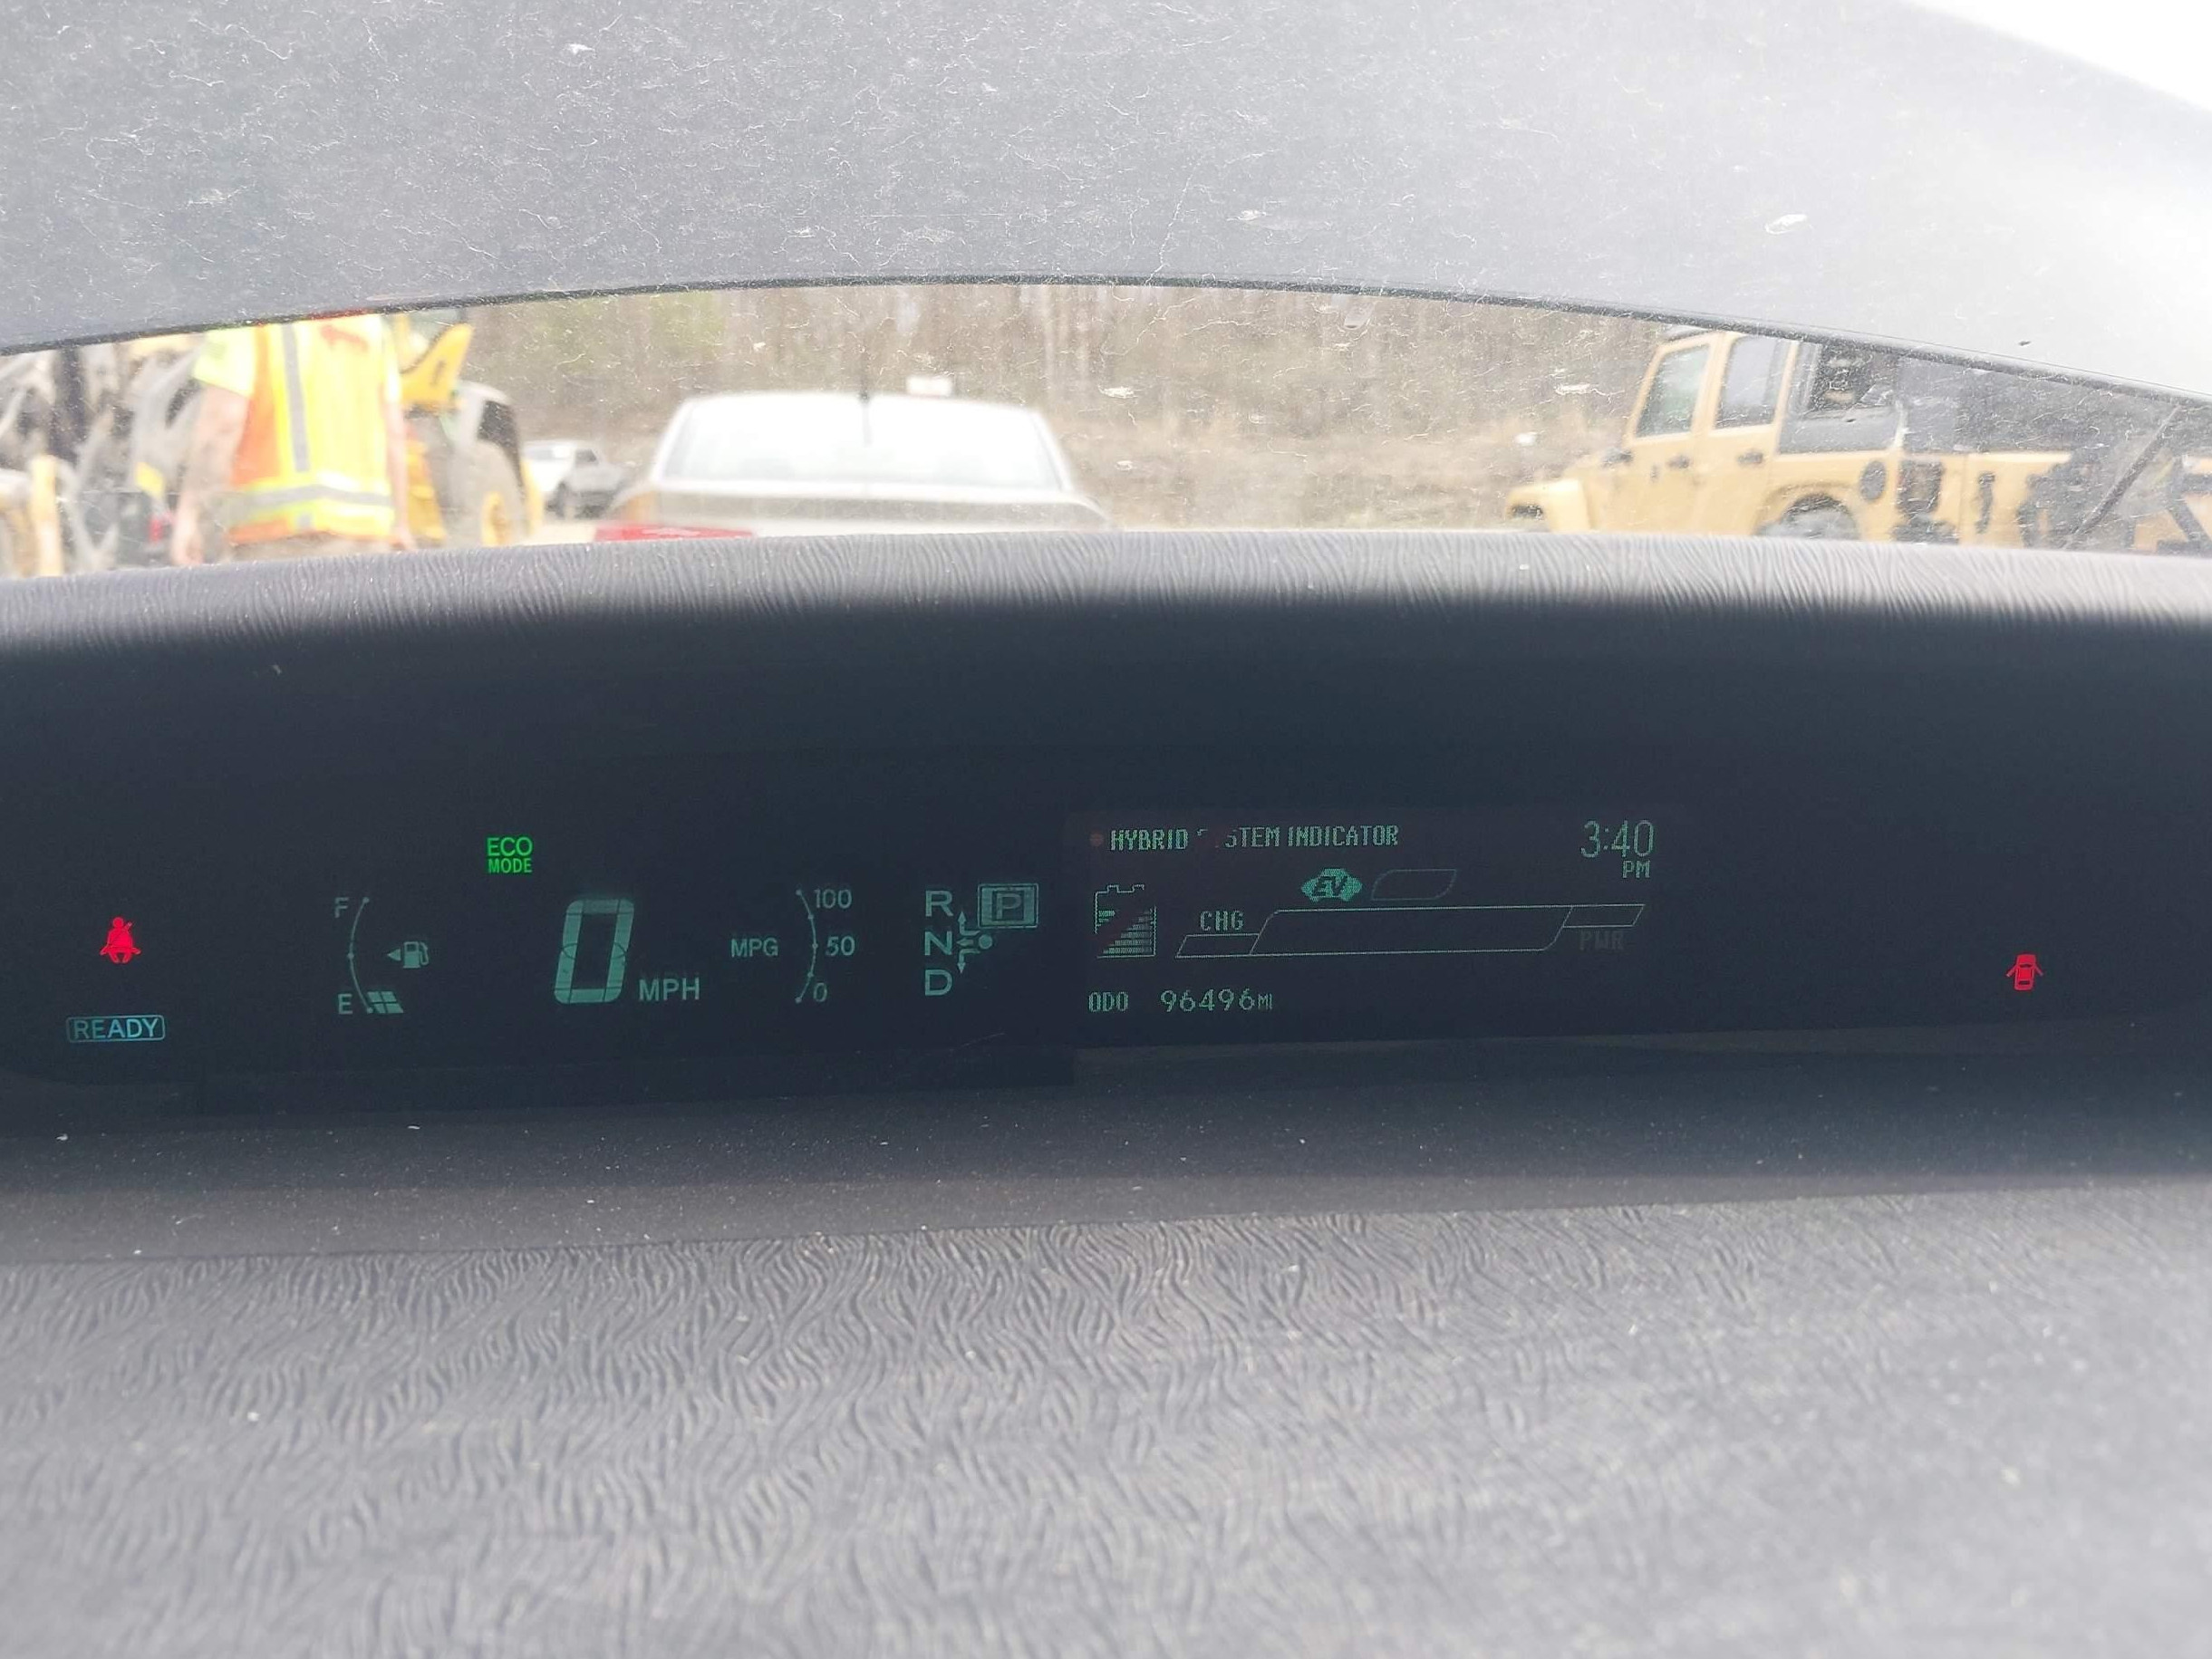 HYBRID STEM INDICATOR
3:40
PM
ECO
MODE
EV
F
100
R
P
CHG
0
MPH
MPG
50
N
PWR
E
0
D
ODO 96496MI
READY